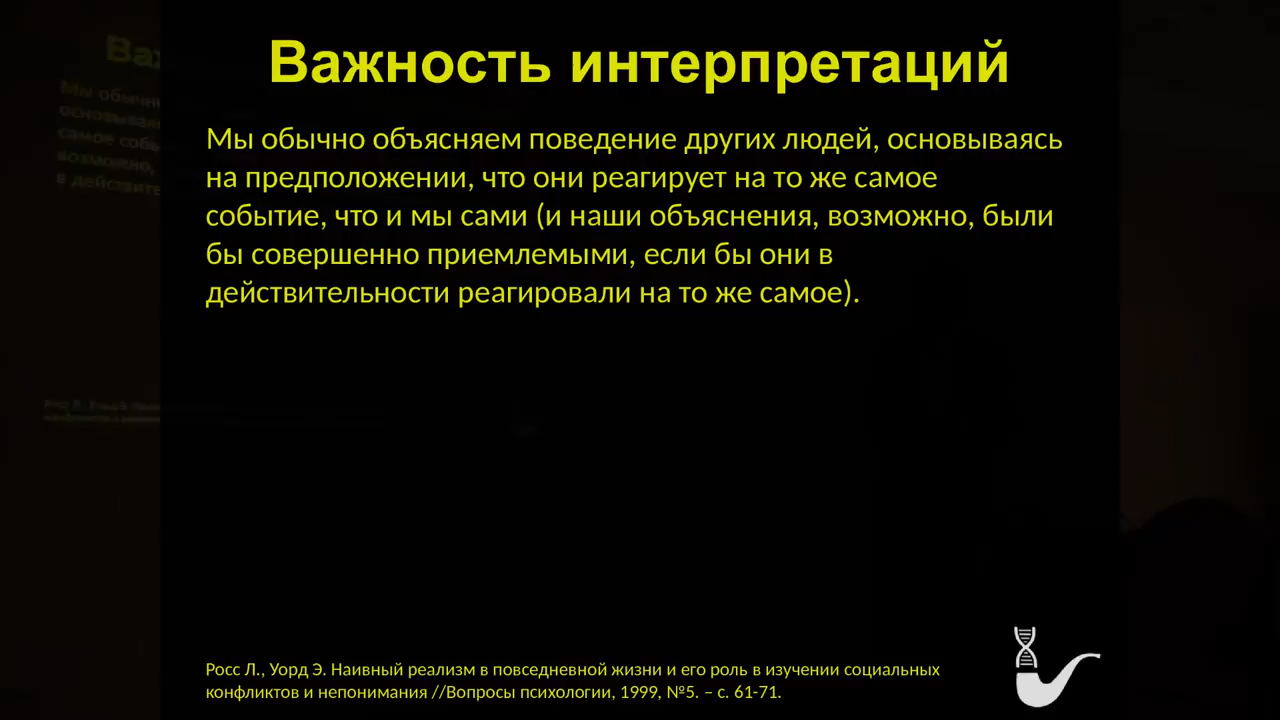 Важность интерпретаций
Мы обычно объясняем поведение других людей, основываясь
на предположении, что они реагирует на то же самое
событие, что и мы сами (и наши объяснения, возможно, были
бы совершенно приемлемыми, если бы они в
действительности реагировали на то же самое).
Росс Л., Уорд Э. Наивный реализм в повседневной жизни и его роль в изучении социальных
конфликтов и непонимания //Вопросы психологии, 1999, №5. – с. 61-71.